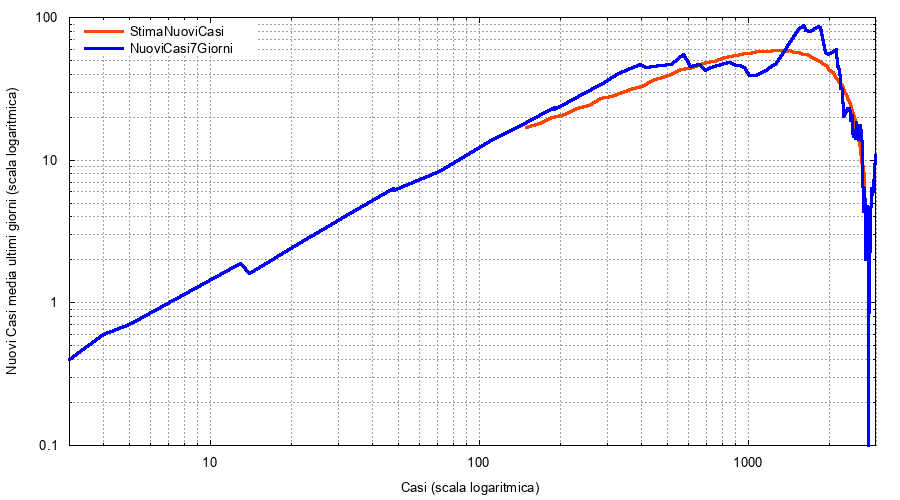 100
StimaNuoviCasi
NuoviCasi7Giorni
10
1
0.1
Nuovi Casi media ultimi giorni (scala logaritmica)
10 100 1000
Casi (scala logaritmica)